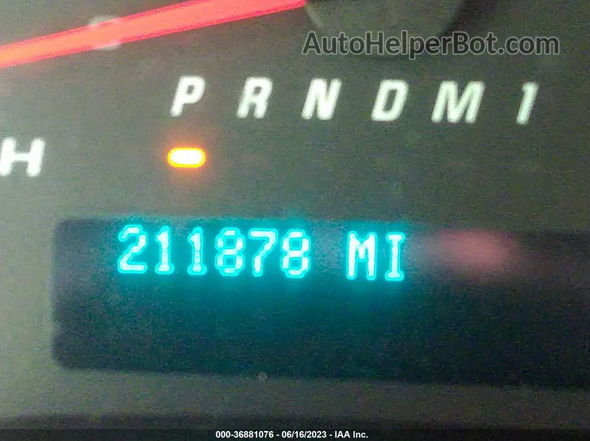 AutoHelperBot.com
P R N D M 1
H
211878 MI
000-36881076 - 06/16/2023 - IAA Inc.